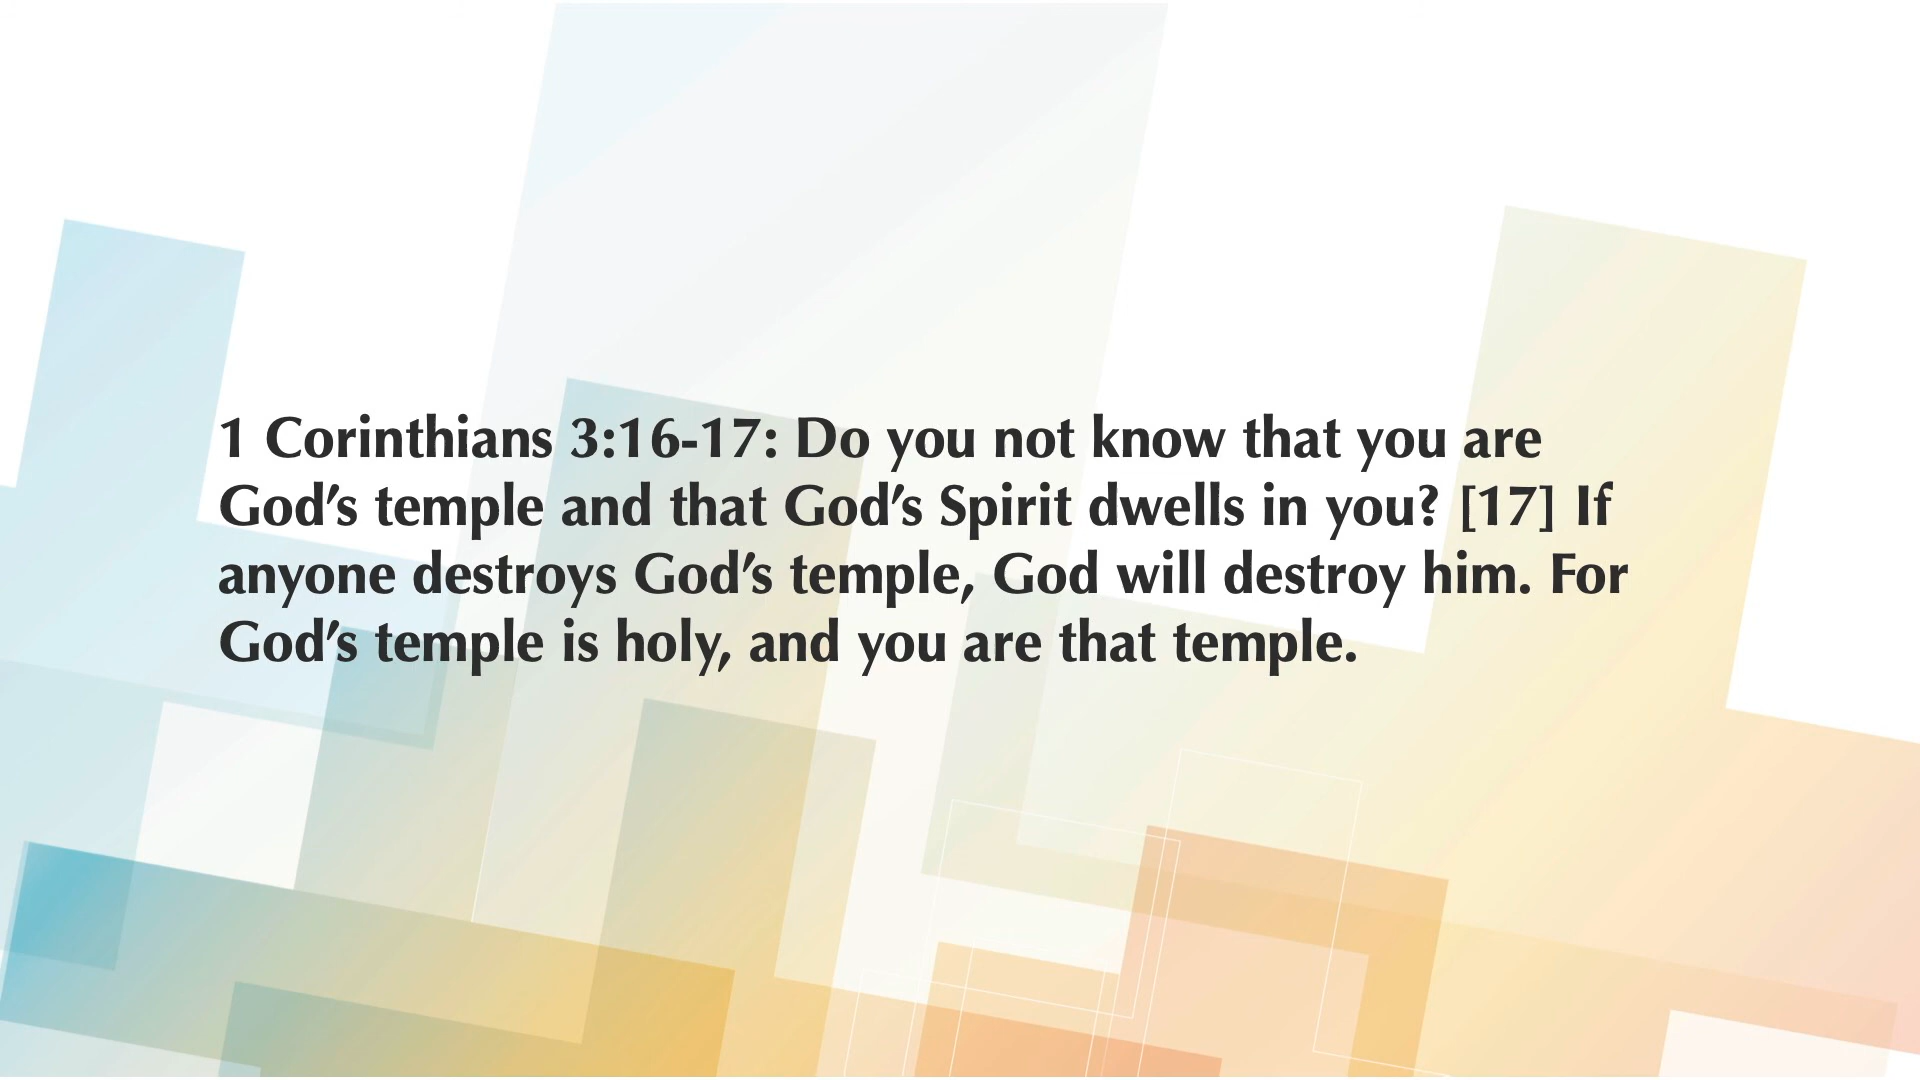 1 Corinthians 3:16-17: Do you not know that you are
God’s temple and that God’s Spirit dwells in you? [17] If
anyone destroys God’s temple, God will destroy him. For
God’s temple is holy, and you are that temple.